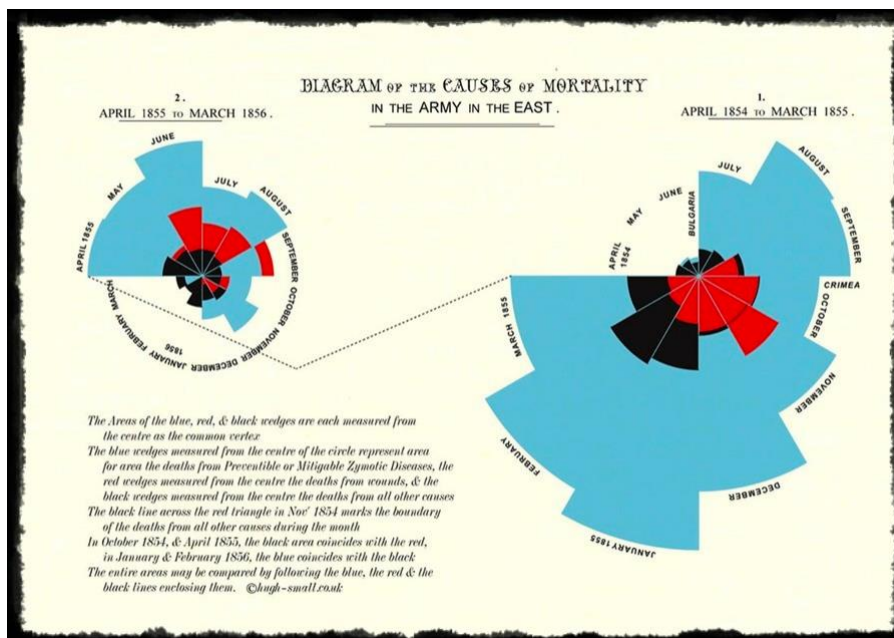 DIAGRAM OF THE CAUSES OF MORTALITY
IN THE ARMY IN THE EAST .
2 .
APRIL 1855 TO MARCH 1856 .
1.
APRIL 1854 TO MARCH 1855 .
APRIL 1855
MAY
JUNE
JULY
AUGUST
SEPTEMBER
OCTOBER
NOVEMBER
DECEMBER
JANUARY
1856
FEBRUARY
MARCH
APRIL
1854
MAY
JUNE
BULGARIA
JULY
AUGUST
SEPTEMBER
CRIMEA
OCTOBER
NOVEMBER
DECEMBER
JANUARY 1855
FEBRUARY
MARCH 1855
The Areas of the blue, red, & black wedges are each measured from
the centre as the common vertex
The blue wedges measured from the centre of the circle represent area
for area the deaths from Preventible or Mitigable Zymotic Diseases, the
red wedges measured from the centre the deaths from wounds, & the
black wedges measured from the centre the deaths from all other causes
The black line across the red triangle in Nov' 1854 marks the boundary
of the deaths from all other causes during the month
In October 1854, & April 1855, the black area coincides with the red,
in January & February 1856, the blue coincides with the black
The entire areas may be compared by following the blue, the red & the
black lines enclosing them. ©hugh-small.co.uk